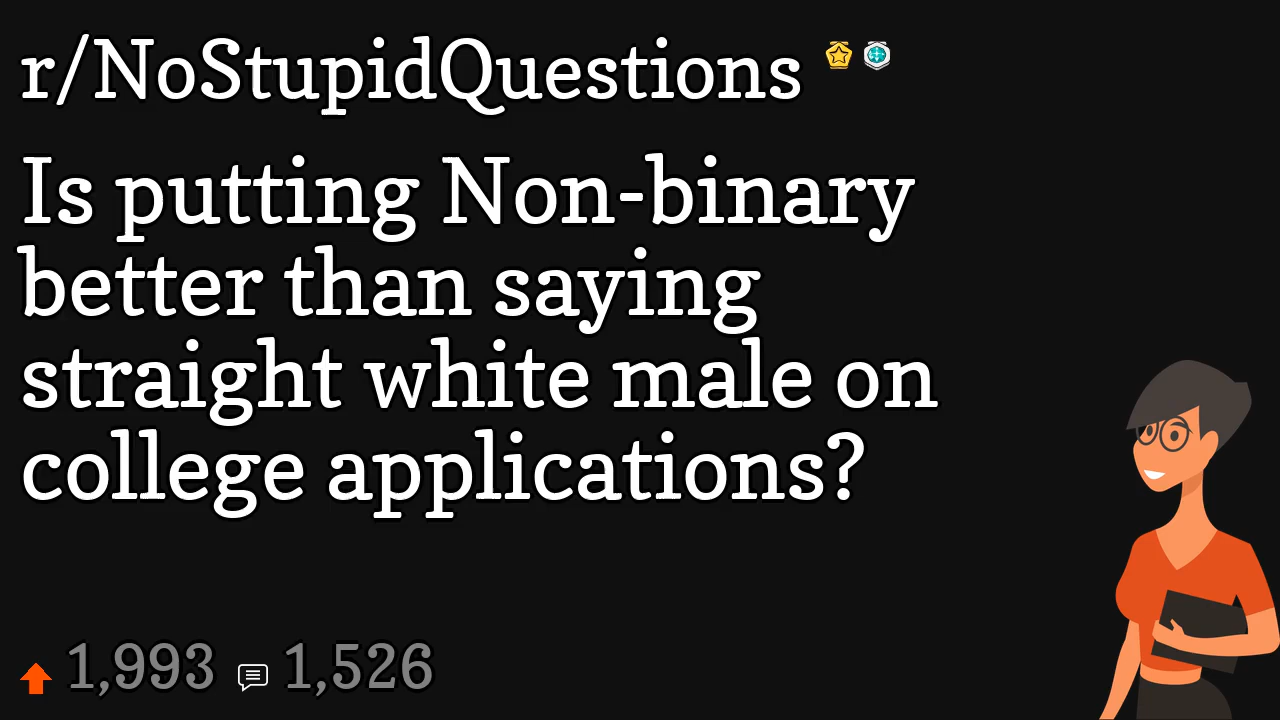 r/NoStupidQuestions
Is putting Non-binary
better than saying
straight white male on
college applications?
1,993 1,526